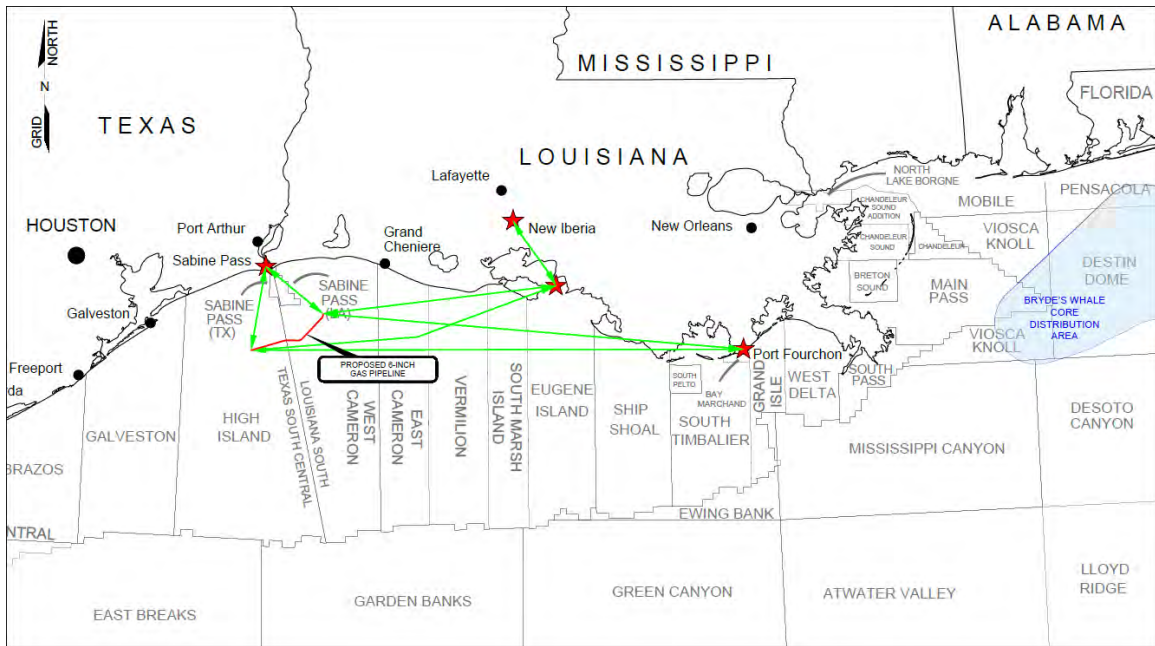 ALABAMA
NORTH
MISSISSIPPI
FLORIDA
N
GRID
TEXAS
LOUISIANA
NORTH
LAKE BORGNE
Lafayette
PENSACOLA
CHANDELEUR
SOUND
ADDITION
MOBILE
HOUSTON
Port Arthur
Grand
Cheniere
New Iberia
New Orleans
VIOSCA
KNOLL
CHANDELEUR
SOUND
CHANDELEUR
Sabine Pass
DESTIN
DOME
BRETON
SOUND
MAIN
PASS
SABINE
PASS
SABINE
PASS
(TX)
BRYDE'S WHALE
CORE
DISTRIBUTION
AREA
Galveston
VIOSCA
KNOLL
Port Fourchon
Freeport
da
PROPOSED 6-INCH
GAS PIPELINE
SOUTH
PELTO
BAY
MARCHAND
GRAND
ISLE
WEST
DELTA
SOUTH
PASS
HIGH
ISLAND
GALVESTON
TEXAS SOUTH CENTRAL
LOUISIANA SOUTH
WEST
CAMERON
EAST
CAMERON
VERMILION
SOUTH MARSH
ISLAND
EUGENE
ISLAND
SHIP
SHOAL
SOUTH
TIMBALIER
DESOTO
CANYON
MISSISSIPPI CANYON
BRAZOS
NTRAL
EWING BANK
EAST BREAKS
GARDEN BANKS
GREEN CANYON
ATWATER VALLEY
LLOYD
RIDGE